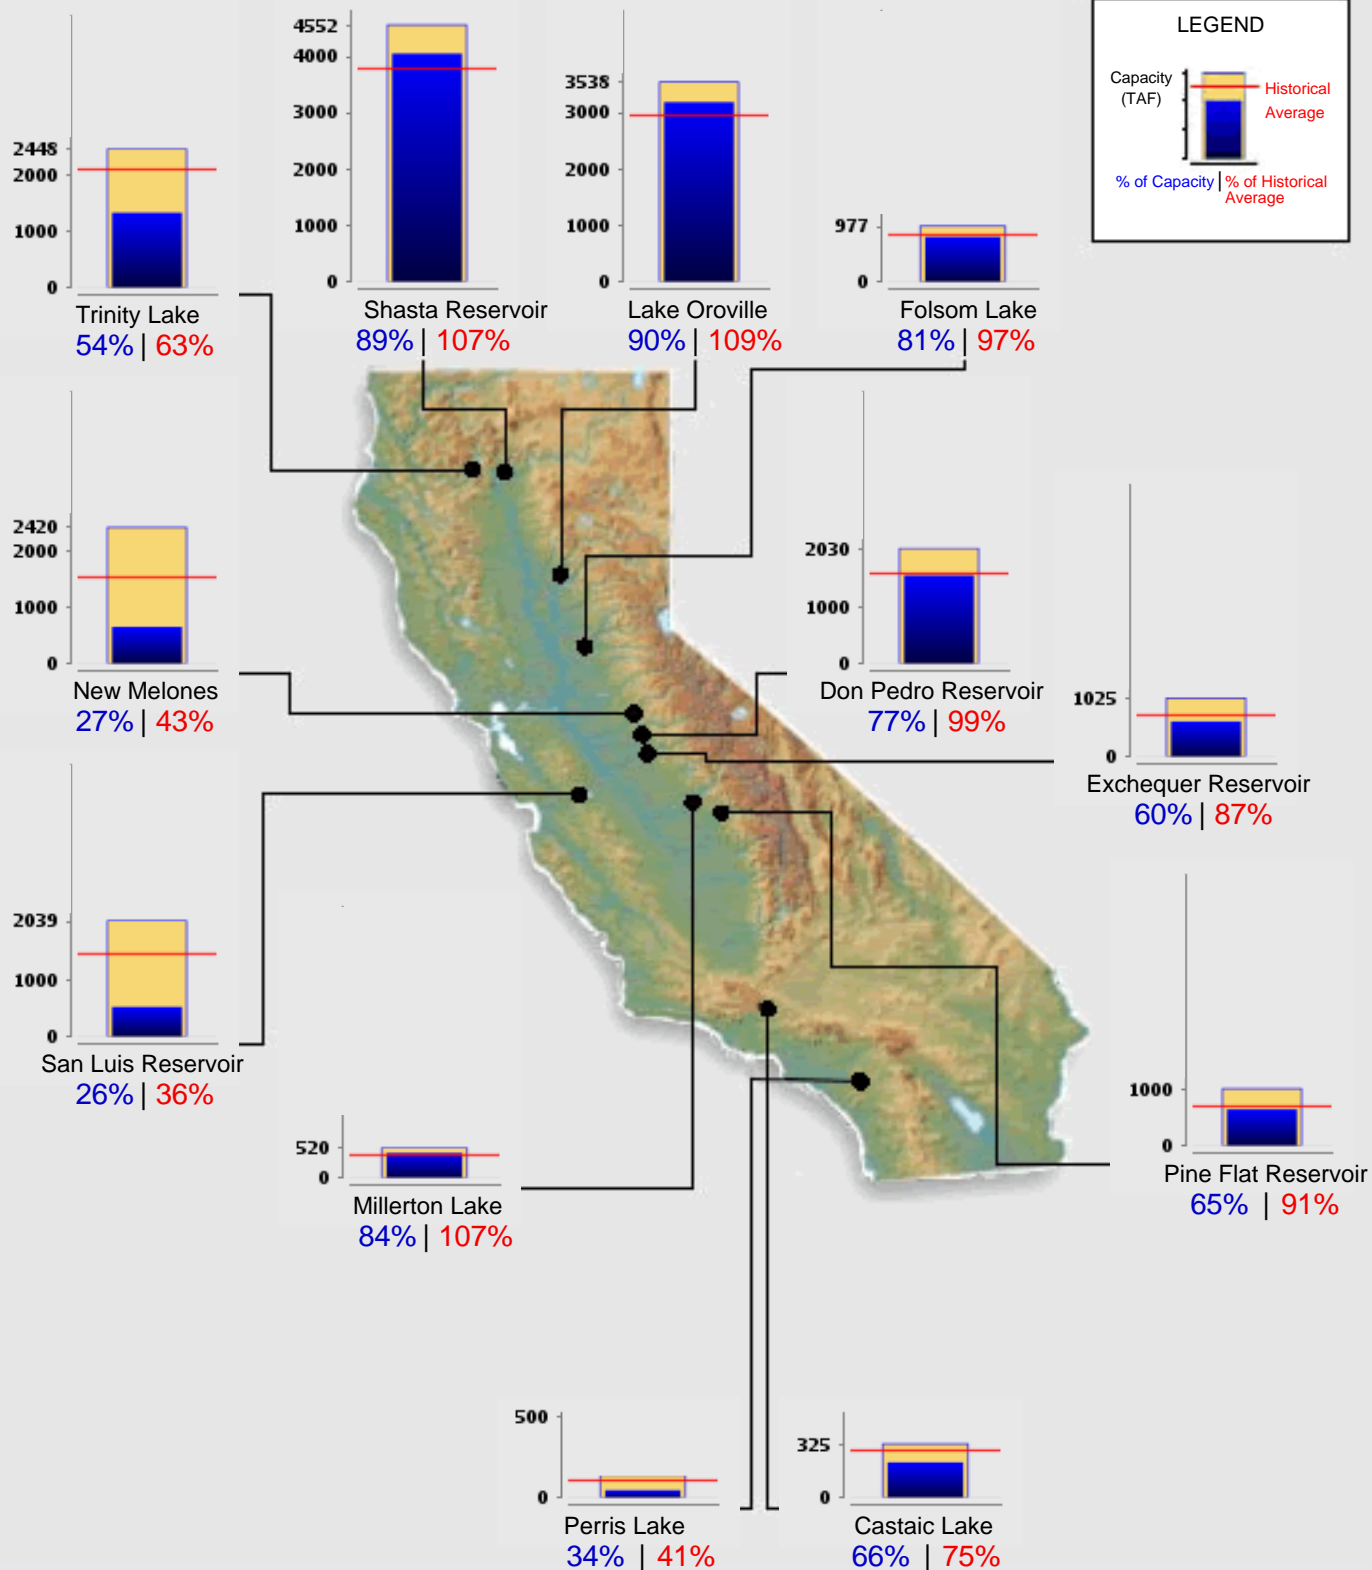 4552
4000
3000
2000
1000
0
Shasta Reservoir
89% | 107%
3538
3000
2000
1000
0
Lake Oroville
90% | 109%
LEGEND
Capacity
(TAF)
Historical
Average
% of Capacity | % of Historical
Average
2448
2000
1000
0
Trinity Lake
54% | 63%
977
0
Folsom Lake
81% | 97%
2420
2000
1000
0
New Melones
27% | 43%
2030
1000
0
Don Pedro Reservoir
77% | 99%
1025
0
Exchequer Reservoir
60% | 87%
2039
1000
0
San Luis Reservoir
26% | 36%
520
0
Millerton Lake
84% | 107%
1000
0
Pine Flat Reservoir
65% | 91%
500
0
Perris Lake
34% | 41%
325
0
Castaic Lake
66% | 75%